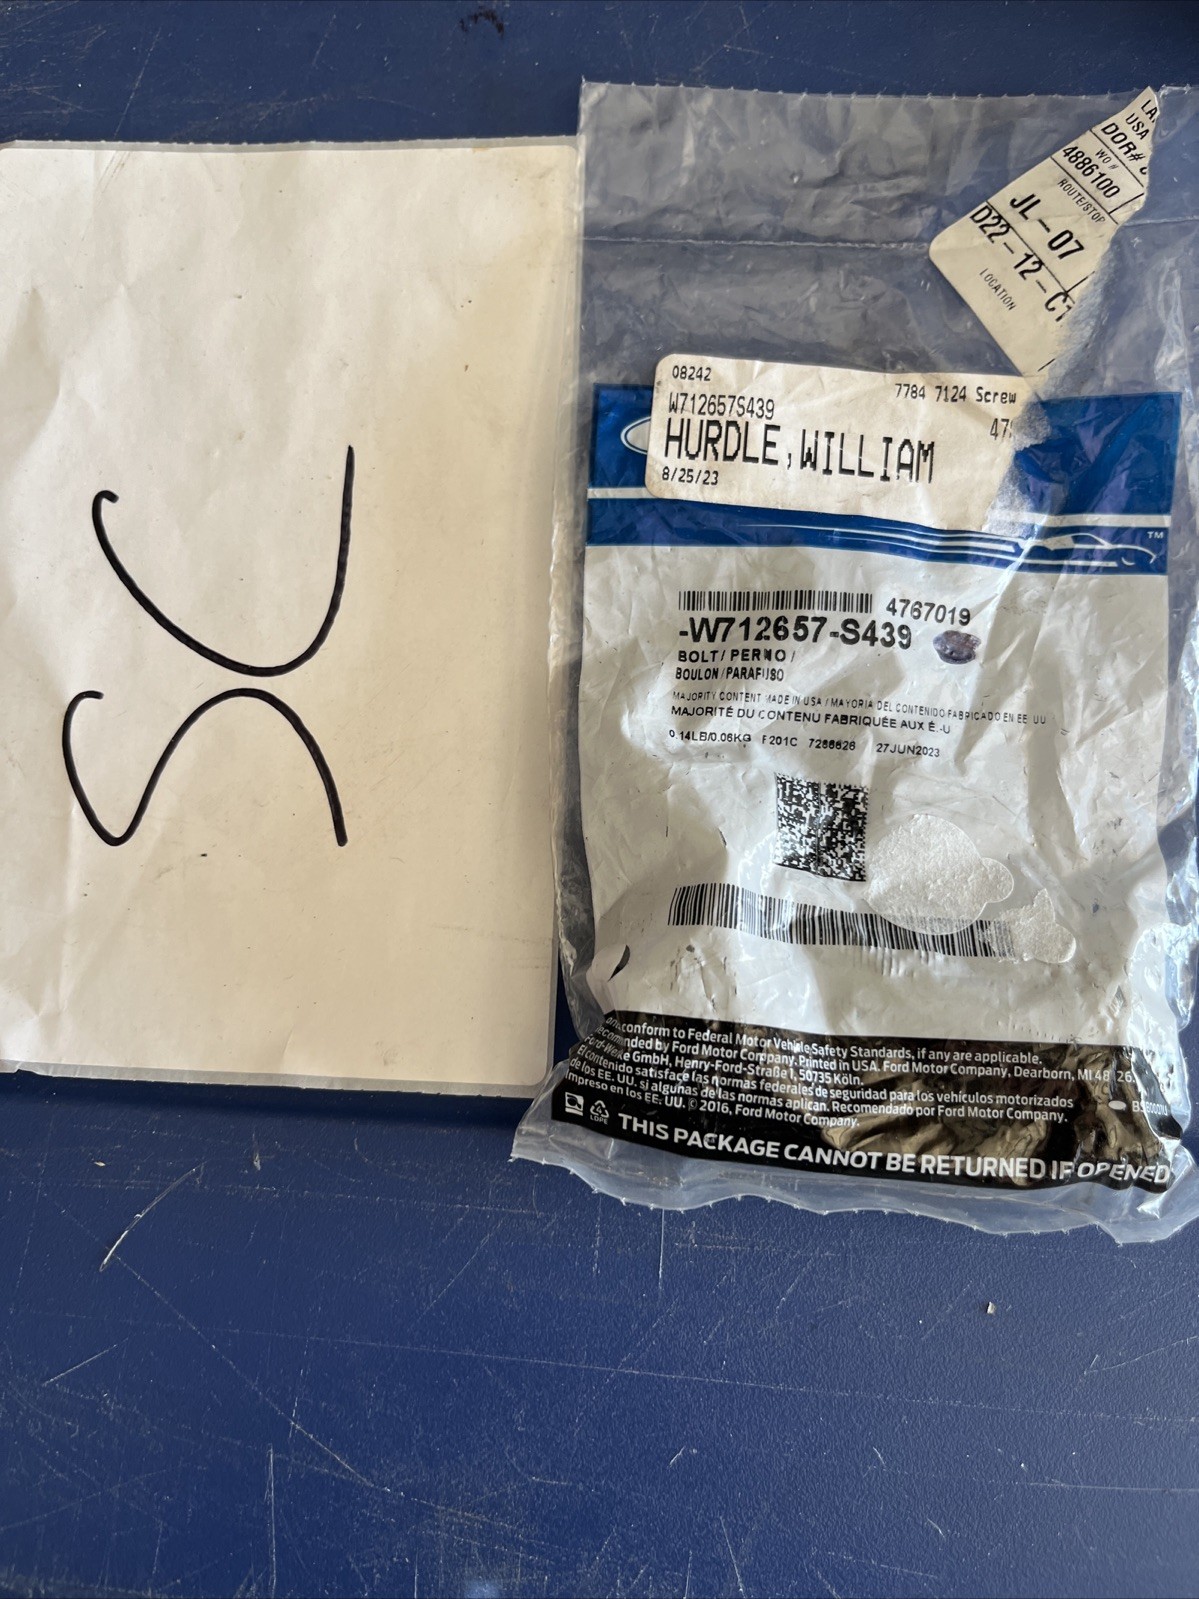 SC
LA.
USA
DOR#
WO #
4886100
ROUTE/STOP
JL-07
D22-12-C1
LOCATION
08242
7784 7124 Screw
W712657S439
HURDLE,WILLIAM
8/25/23
TM
4767019
-W712657-S439
BOLT/ PERNO /
BOULON /PARAFUSO
MAJORITY CONTENT MADE IN USA / MAYORIA DEL CONTENIDO FABRICADO EN EE UU
MAJORITÉ DU CONTENU FABRIQUÉE AUX É.-U
0.14LB/0.06KG F201C 7266626 27JUN2023
conform to Federal Motor Vehicle Safety Standards, if any are applicable.
by Ford Motor Company. Printed in USA. Ford Motor Company, Dearborn, MI 48126.
GmbH, Henry-Ford-Straße 1, 50735 Köln.
El contenido satisface las normas federales de seguridad para los vehículos motorizados
de los EE. UU. si algunas de las normas aplican. Recomendado por Ford Motor Company.
Impreso en los EE. UU. © 2016, Ford Motor Company.
4
LDPE
THIS PACKAGE CANNOT BE RETURNED IF OPENED